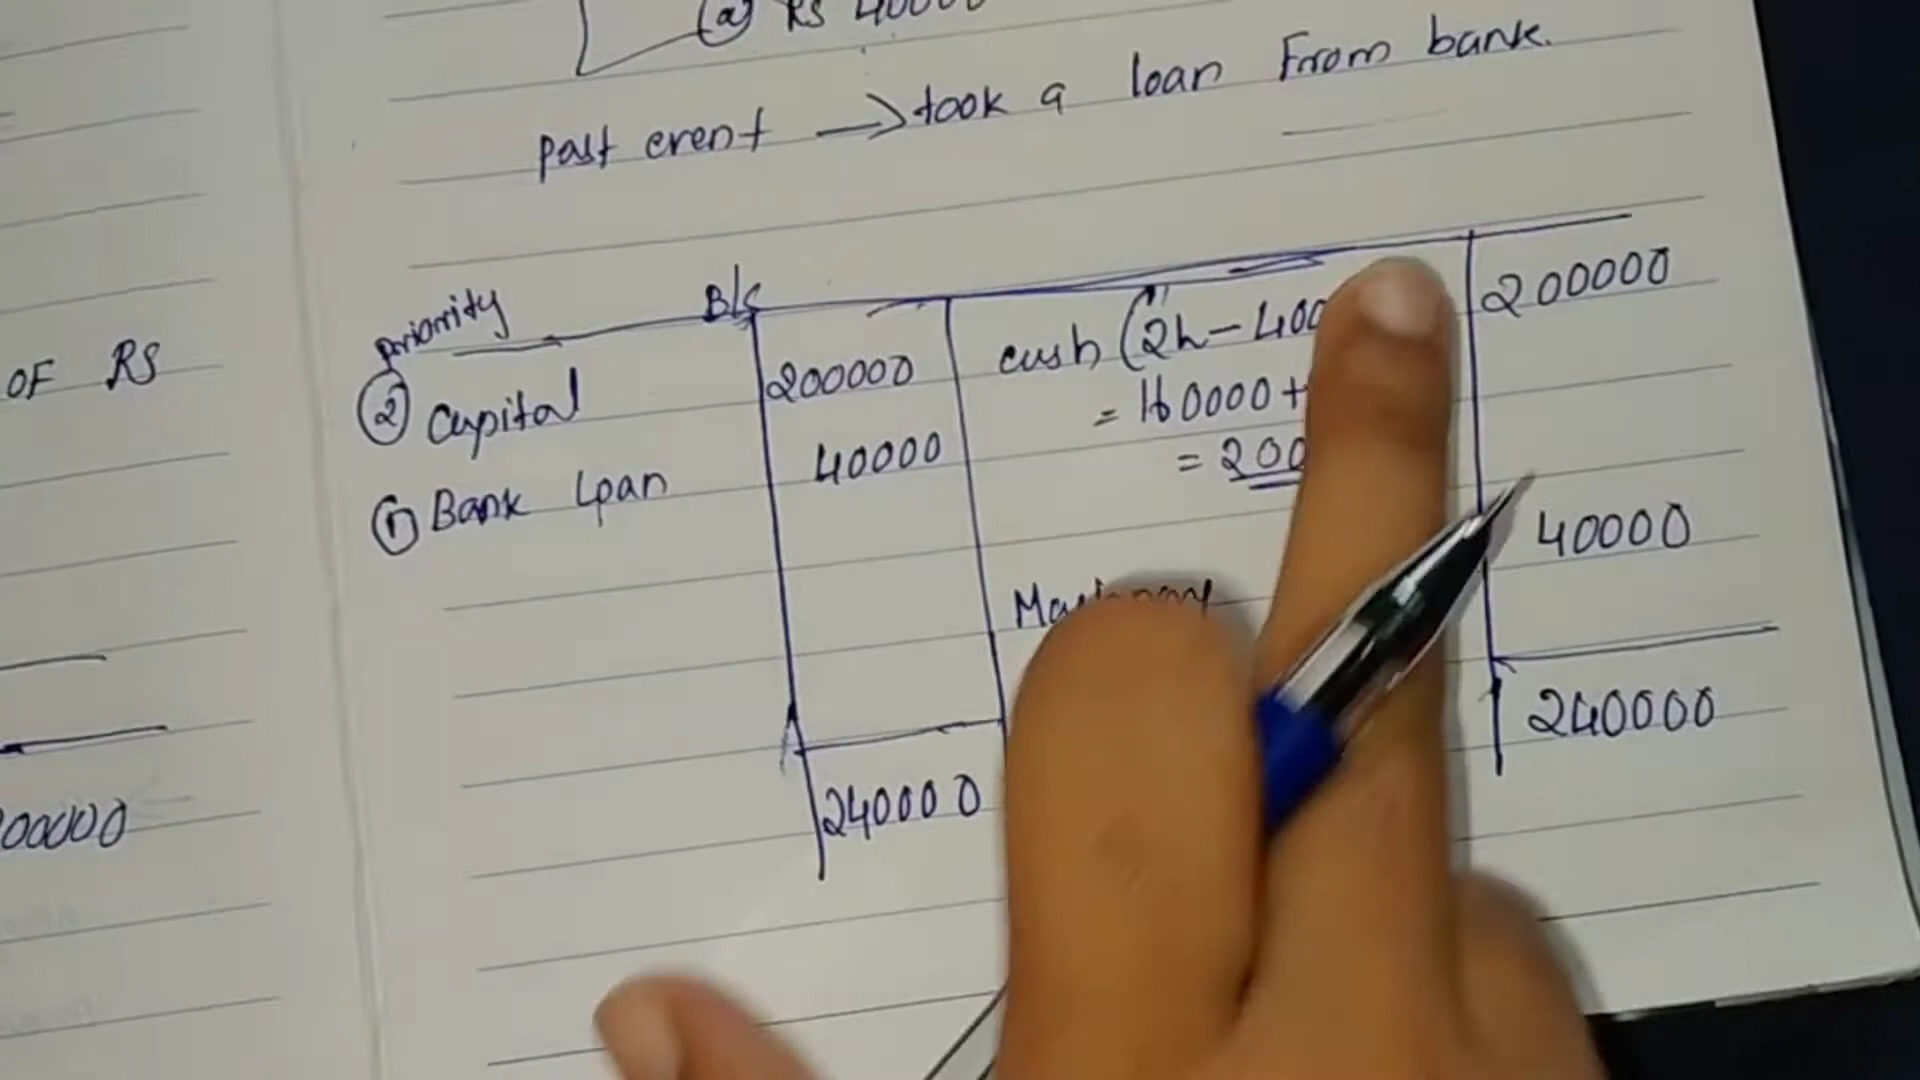 OF RS
00000
(a) RS 40000
past event → took a loan From bank.
priority B/S
② Capital 200000
① Bank Loan 40000
240000
cash (2L - 400
= 160000 +
= 200
200000
40000
240000